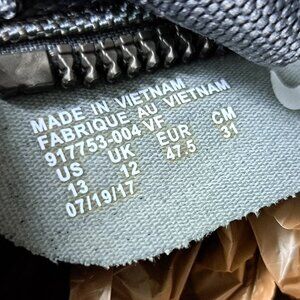 MADE IN VIETNAM
FABRIQUE AU VIETNAM
917753-004 VF
US UK EUR CM
13 12 47.5 31
07/19/17